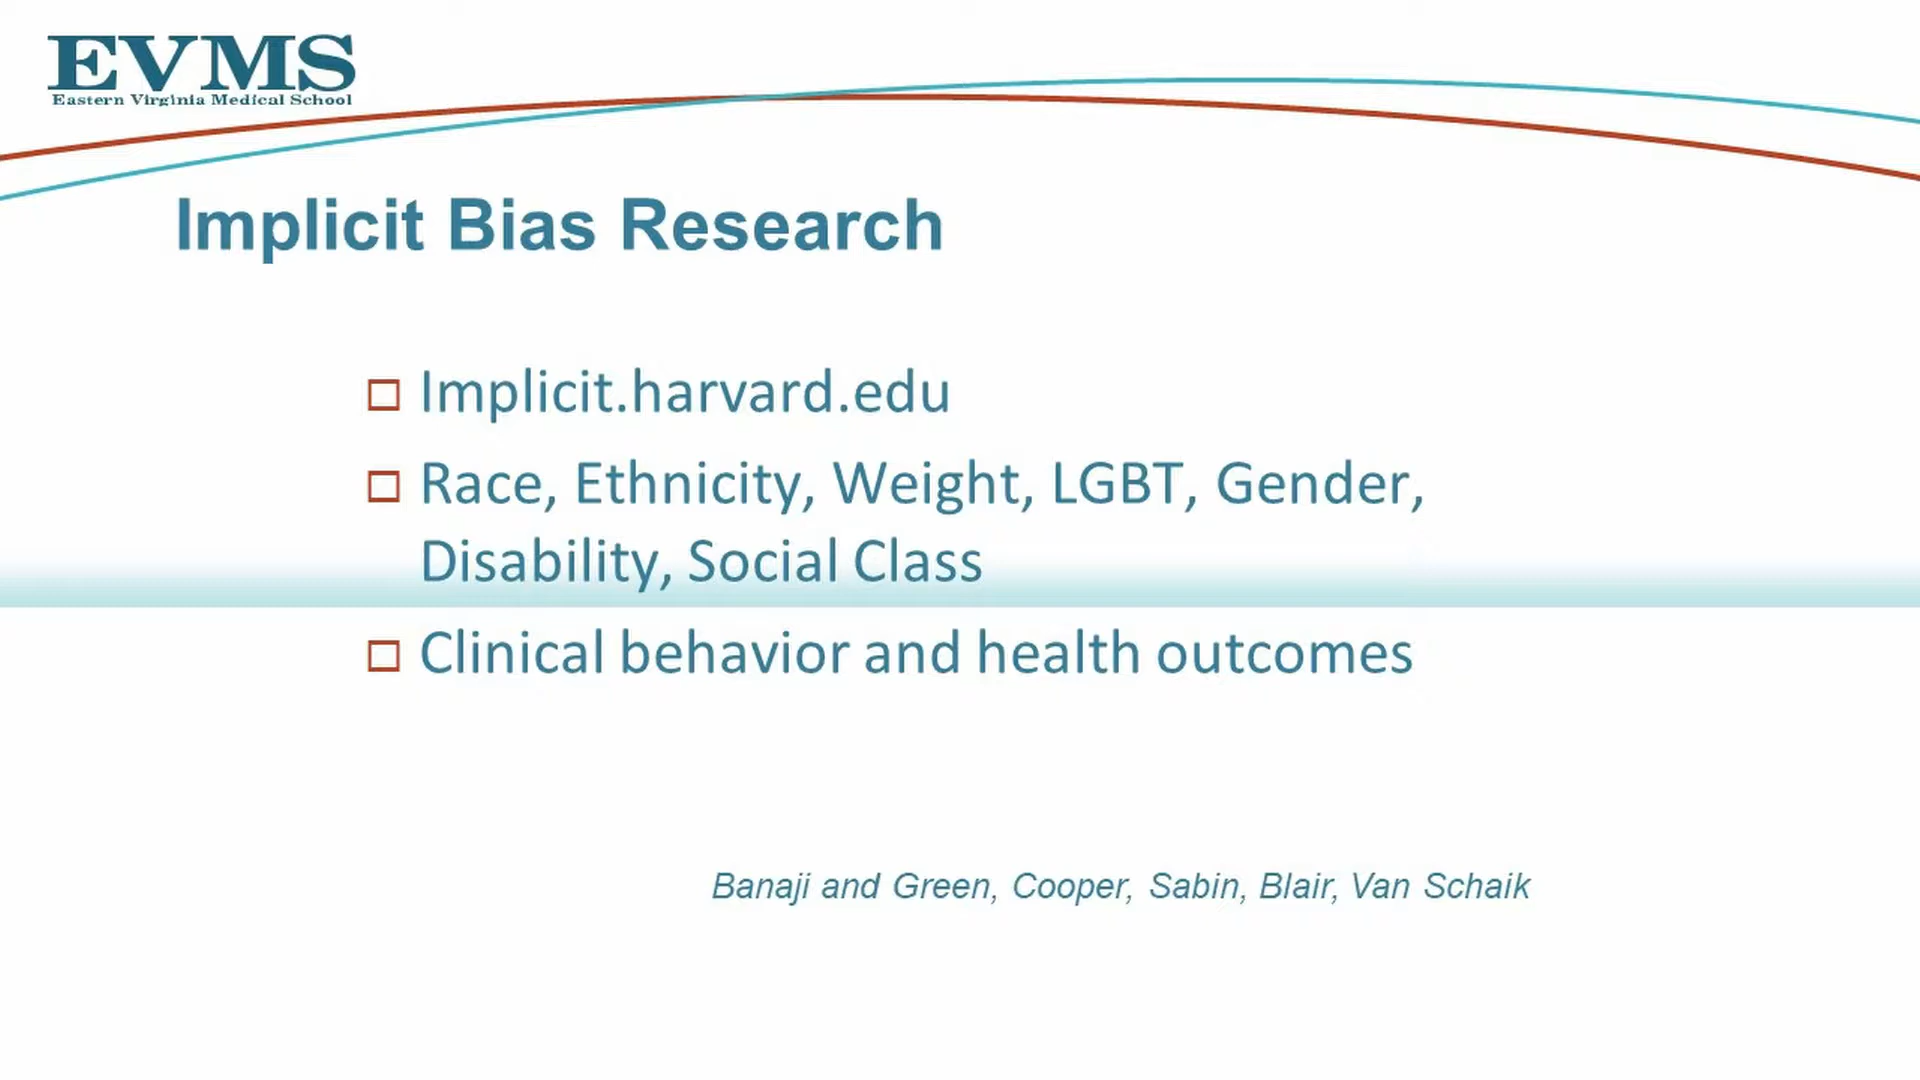 EVMS
Eastern Virginia Medical School
Implicit Bias Research
Implicit.harvard.edu
Race, Ethnicity, Weight, LGBT, Gender,
Disability, Social Class
Clinical behavior and health outcomes
Banaji and Green, Cooper, Sabin, Blair, Van Schaik